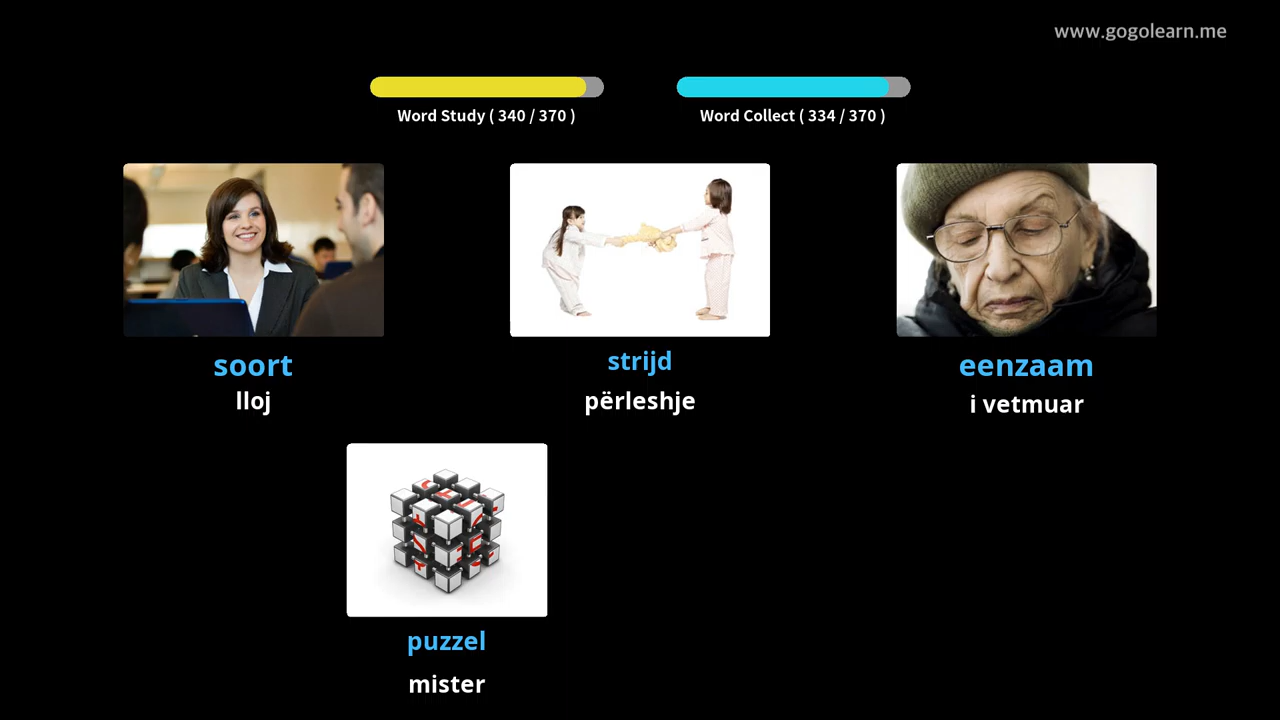 www.gogolearn.me
Word Study ( 340 / 370 )
Word Collect ( 334 / 370 )
soort
lloj
strijd
përleshje
eenzaam
i vetmuar
puzzel
mister